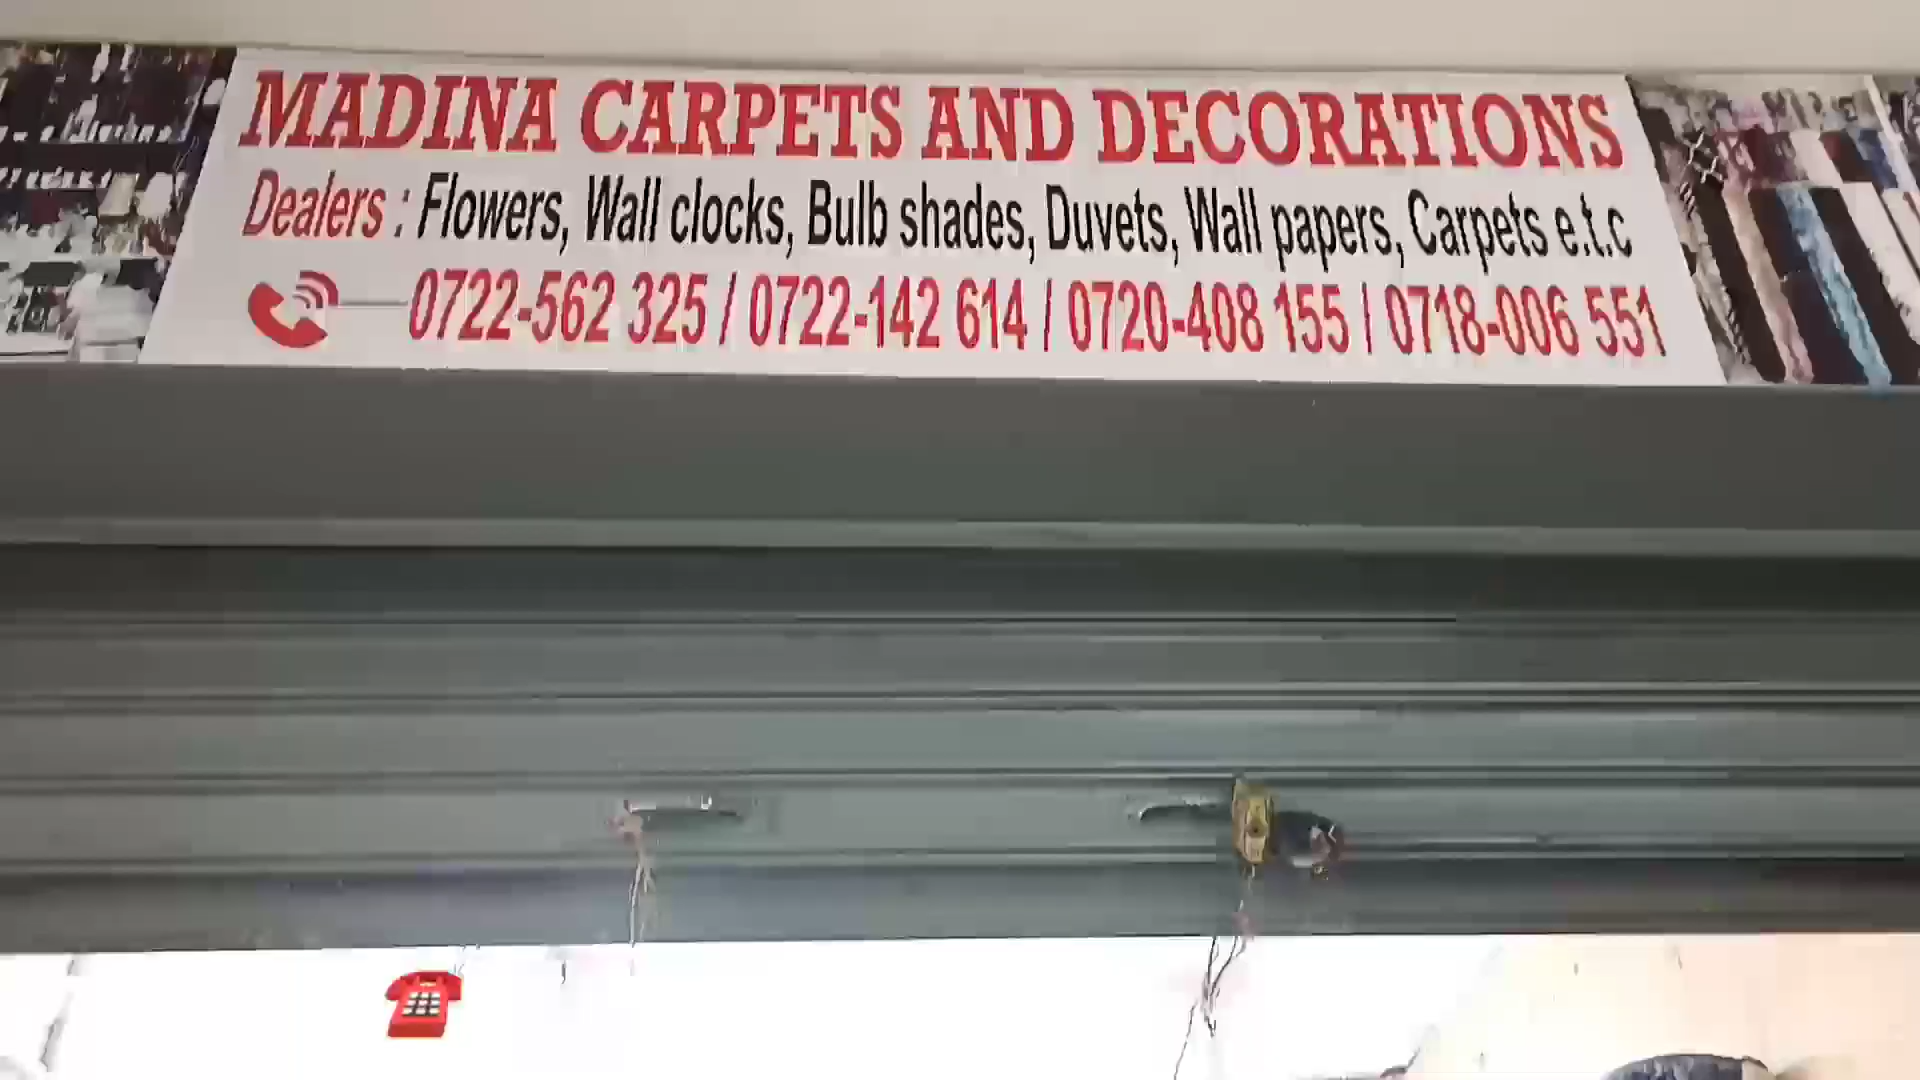 MADINA CARPETS AND DECORATIONS
Dealers : Flowers, Wall clocks, Bulb shades, Duvets, Wall papers, Carpets e.t.c
0722-562 325 / 0722-142 614 / 0720-408 155 / 0718-006 551